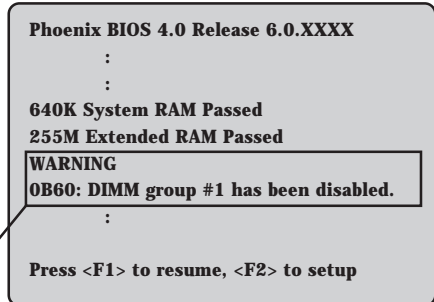 Phoenix BIOS 4.0 Release 6.0.XXXX
:
:
640K System RAM Passed
255M Extended RAM Passed
WARNING
0B60: DIMM group #1 has been disabled.
:
Press <F1> to resume, <F2> to setup